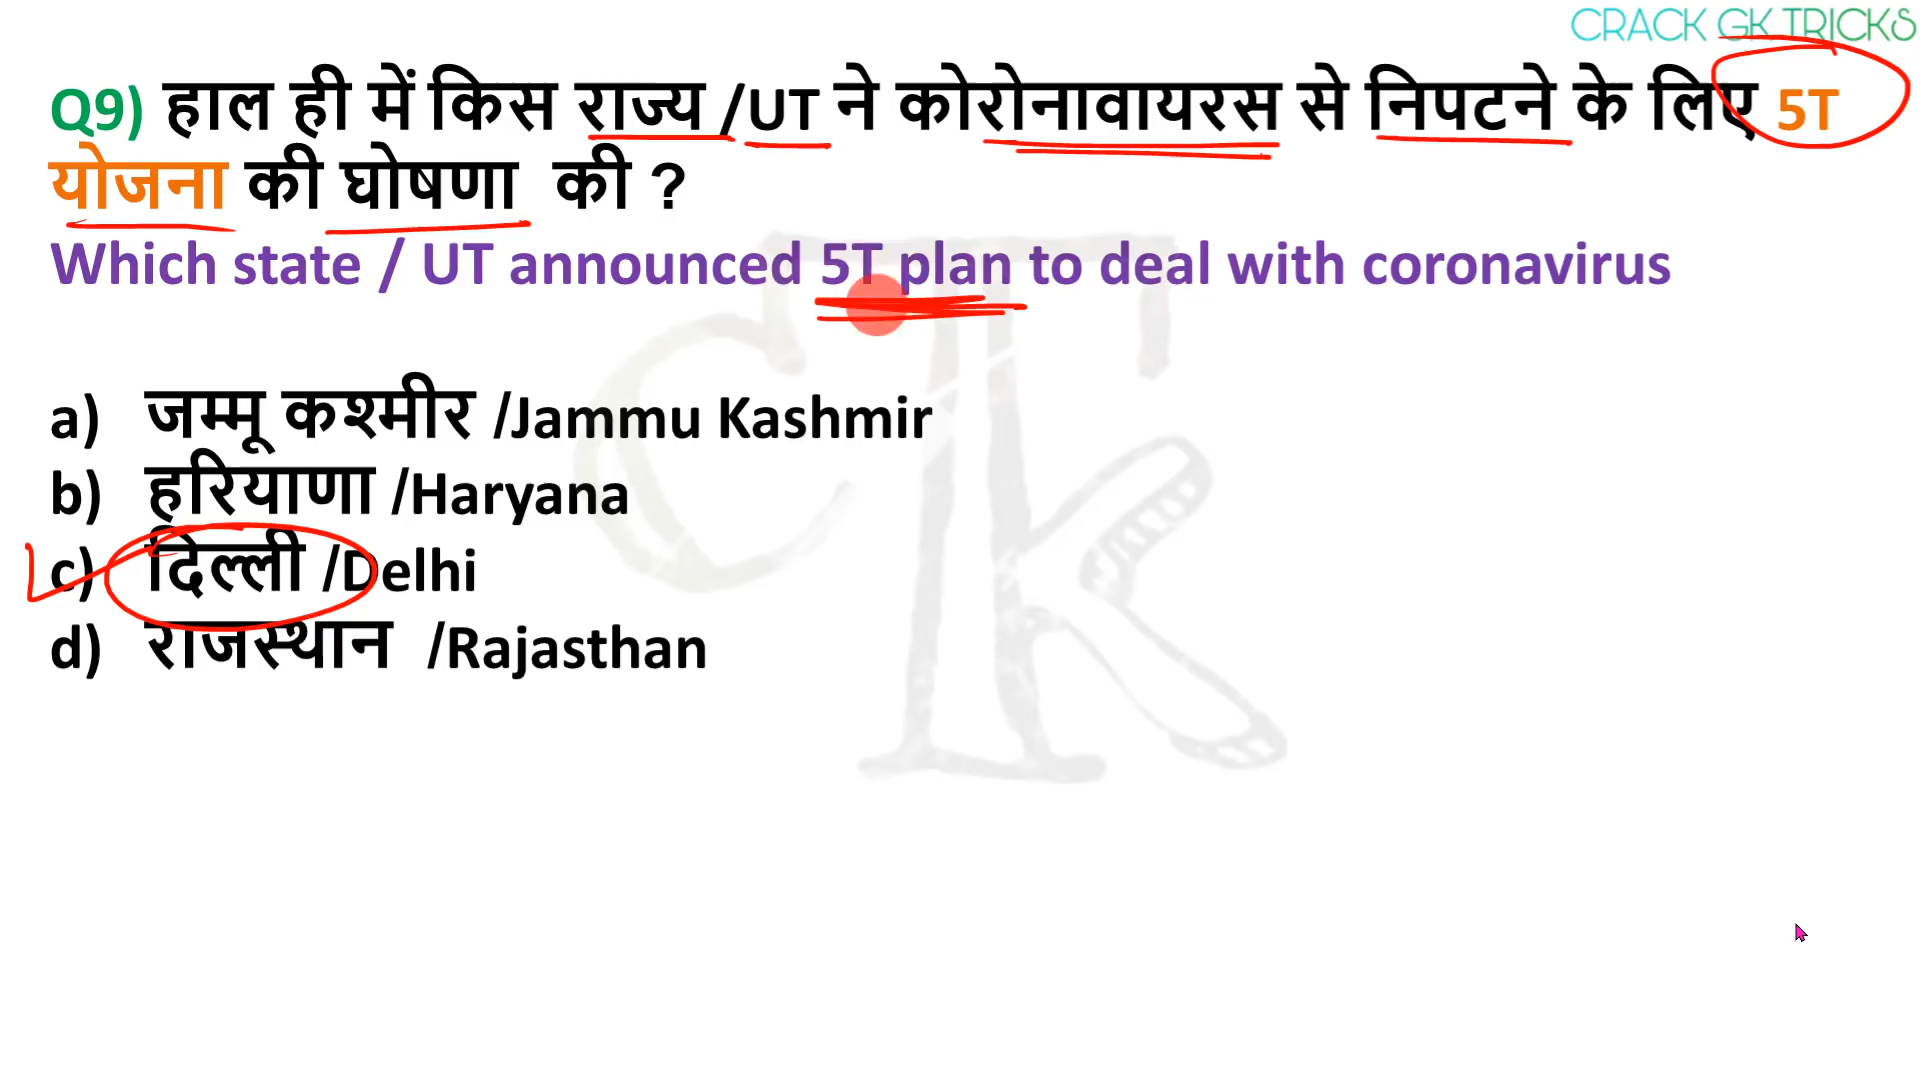 CRACK GK TRICKS
Q9) हाल ही में किस राज्य /UT ने कोरोनावायरस से निपटने के लिए 5T
योजना की घोषणा की ?
Which state / UT announced 5T plan to deal with coronavirus
a) जम्मू कश्मीर /Jammu Kashmir
b) हरियाणा /Haryana
c) दिल्ली /Delhi
d) राजस्थान /Rajasthan
CTk